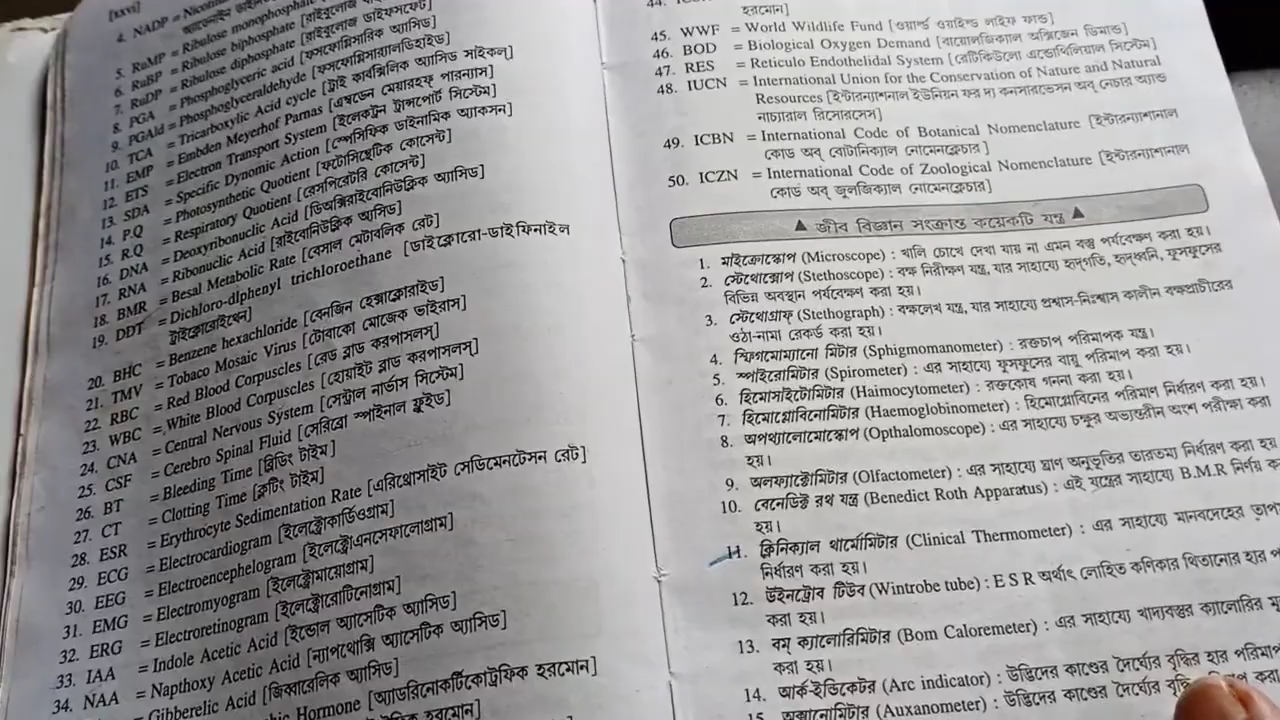 [xxvi]
4. NADP
5. RuMP = Ribulose monophosphate
6. RuBP = Ribulose biphosphate [রাইবুলোজ
7. RuDP = Ribulose diphosphate [রাইবুলোজ ডাইফসফেট]
8. PGA = Phosphoglyceric acid [ফসফোগ্লিসারিক অ্যাসিড]
9. PGAld = Phosphoglyceraldehyde [ফসফোগ্লিসার‍্যালডিহাইড]
10. TCA = Tricarboxylic Acid cycle [ট্রাই কার্বক্সিলিক অ্যাসিড সাইকল্]
11. EMP = Embden Meyerhof Parnas [এম্বডেন মেয়ারহফ্ পারন্যাস]
12. ETS = Electron Transport System [ইলেকট্রন ট্রান্সপোর্ট সিস্টেম]
13. SDA = Specific Dynamic Action [স্পেসিফিক ডাইনামিক অ্যাকসন]
14. P.Q = Photosynthetic Quotient [ফটোসিন্থেটিক কোসেন্ট]
15. R.Q = Respiratory Quotient [রেসপিরেটরি কোসেন্ট]
16. DNA = Deoxyribonuclic Acid [ডিঅক্সিরাইবোনিউক্লিক অ্যাসিড]
17. RNA = Ribonuclic Acid [রাইবোনিউক্লিক অ্যাসিড]
18. BMR = Besal Metabolic Rate [বেসাল মেটাবলিক রেট]
19. DDT = Dichloro-dlphenyl trichloroethane [ডাইক্লোরো-ডাইফিনাইল
ট্রাইক্লোরোইথেন]
20. BHC = Benzene hexachloride [বেনজিন হেক্সাক্লোরাইড]
21. TMV = Tobaco Mosaic Virus [টোবাকো মোজেক ভাইরাস]
22. RBC = Red Blood Corpuscles [রেড ব্লাড করপাসলস্]
23. WBC = White Blood Corpuscles [হোয়াইট ব্লাড করপাসলস্]
24. CNA = Central Nervous System [সেন্ট্রাল নার্ভাস সিস্টেম]
25. CSF = Cerebro Spinal Fluid [সেরিব্রো স্পাইনাল ফ্লুইড]
26. BT = Bleeding Time [ব্লিডিং টাইম]
27. CT = Clotting Time [ক্লটিং টাইম]
28. ESR = Erythrocyte Sedimentation Rate [এরিথ্রোসাইট সেডিমেনটেসন রেট]
29. ECG = Electrocardiogram [ইলেক্ট্রোকার্ডিওগ্রাম]
30. EEG = Electroencephelogram [ইলেক্ট্রোএনসেফালোগ্রাম]
31. EMG = Electromyogram [ইলেক্ট্রোমায়োগ্রাম]
32. ERG = Electroretinogram [ইলেক্ট্রোরেটিনোগ্রাম]
33. IAA = Indole Acetic Acid [ইন্ডোল অ্যাসেটিক অ্যাসিড]
34. NAA = Napthoxy Acetic Acid [ন্যাপথোক্সি অ্যাসেটিক অ্যাসিড]
Gibberelic Acid [জিব্বারেলিক অ্যাসিড]
Hormone [অ্যাডরিনোকর্টিকোট্রফিক হরমোন]
হরমোন]
44.
হরমোন]
45. WWF = World Wildlife Fund [ওয়ার্ল্ড ওয়াইল্ড লাইফ ফান্ড]
46. BOD = Biological Oxygen Demand [বায়োলজিক্যাল অক্সিজেন ডিমান্ড]
47. RES = Reticulo Endothelidal System [রেটিকিউলো এন্ডোথিলিয়াল সিস্টেম]
48. IUCN = International Union for the Conservation of Nature and Natural
Resources [ইন্টারন্যাশনাল ইউনিয়ন ফর দ্য কনসারভেসন অব্ নেচার অ্যান্ড
ন্যাচারাল রিসোরসেস]
49. ICBN = International Code of Botanical Nomenclature [ইন্টারন্যাশানাল
কোড অব্ বোটানিক্যাল নোমেনক্লেচার]
50. ICZN = International Code of Zoological Nomenclature [ইন্টারন্যাশানাল
কোড অব্ জুলজিক্যাল নোমেনক্লেচার]
▲ জীব বিজ্ঞান সংক্রান্ত কয়েকটি যন্ত্র ▲
1. মাইক্রোস্কোপ (Microscope) : খালি চোখে দেখা যায় না এমন বস্তু পর্যবেক্ষণ করা হয়।
2. স্টেথোস্কোপ (Stethoscope) : বক্ষ নিরীক্ষণ যন্ত্র, যার সাহায্যে হৃদ্‌গতি, হৃদ্‌ধ্বনি, ফুসফুসের
বিভিন্ন অবস্থান পর্যবেক্ষণ করা হয়।
3. স্টেথোগ্রাফ্ (Stethograph) : বক্ষলেখ যন্ত্র, যার সাহায্যে প্রশ্বাস-নিঃশ্বাস কালীন বক্ষপ্রাচীরের
ওঠা-নামা রেকর্ড করা হয়।
4. স্ফিগমোম্যানো মিটার (Sphigmomanometer) : রক্তচাপ পরিমাপক যন্ত্র।
5. স্পাইরোমিটার (Spirometer) : এর সাহায্যে ফুসফুসের বায়ু পরিমাপ করা হয়।
6. হিমোসাইটোমিটার (Haimocytometer) : রক্তকোষ গননা করা হয়।
7. হিমোগ্লোবিনোমিটার (Haemoglobinometer) : হিমোগ্লোবিনের পরিমাণ নির্ধারণ করা হয়।
8. অপথ্যালোমোস্কোপ (Opthalomoscope) : এর সাহায্যে চক্ষুর অভ্যন্তরীন অংশ পরীক্ষা করা
হয়।
9. অলফ্যাক্টোমিটার (Olfactometer) : এর সাহায্যে ঘ্রাণ অনুভূতির তারতম্য নির্ধারণ করা হয়
10. বেনেডিক্ট রথ যন্ত্র (Benedict Roth Apparatus) : এই যন্ত্রের সাহায্যে B.M.R নির্ণয়
হয়।
11. ক্লিনিক্যাল থার্মোমিটার (Clinical Thermometer) : এর সাহায্যে মানবদেহের
নির্ধারণ করা হয়।
12. উইনট্রোব টিউব (Wintrobe tube) : E S R অর্থাৎ লোহিত কণিকার থিতানোর হার
করা হয়।
13. বম্ ক্যালোরিমিটার (Bom Caloremeter) : এর সাহায্যে খাদ্যবস্তুর ক্যালোরির
করা হয়।
14. আর্ক-ইন্ডিকেটর (Arc indicator) : উদ্ভিদের কাণ্ডের দৈর্ঘ্যের বৃদ্ধির হার
15. অক্সানোমিটার (Auxanometer) : উদ্ভিদের কাণ্ডের দৈর্ঘ্যের